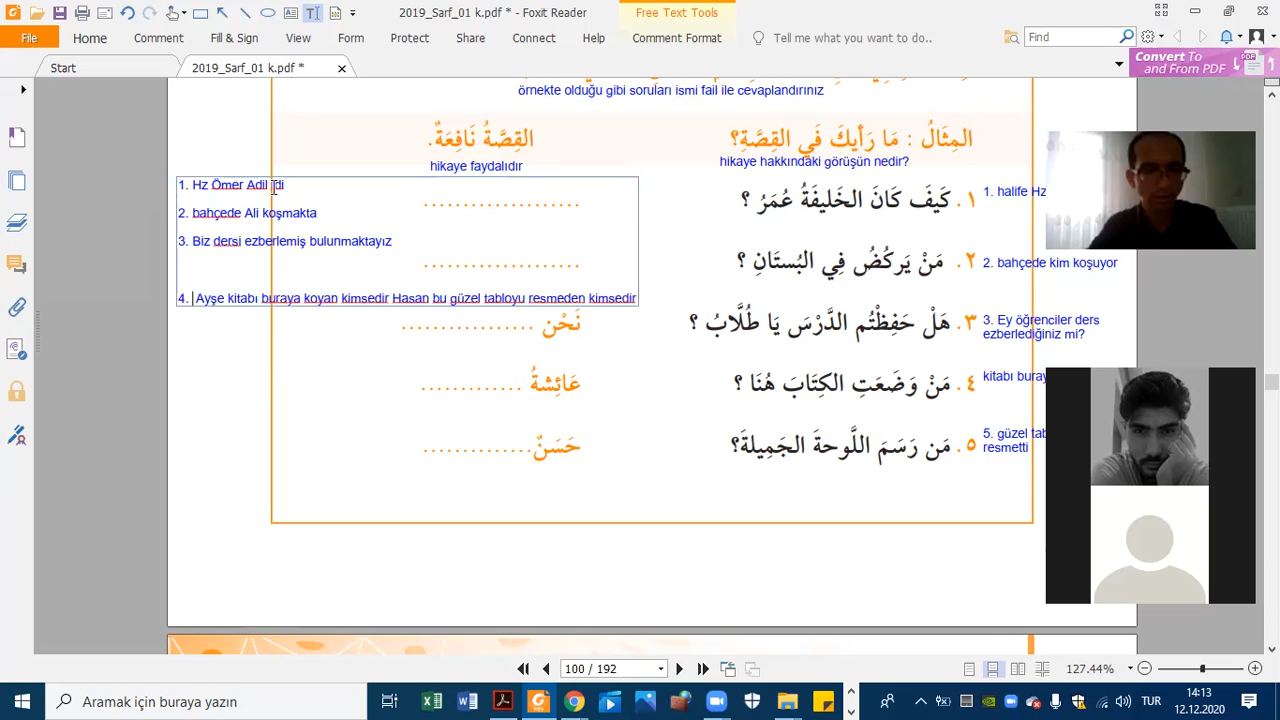 2019_Sarf_01 k.pdf * - Foxit Reader
Free Text Tools
File Home Comment Fill & Sign View Form Protect Share Connect Help Comment Format Tell me what you want to do.. Find
Start 2019_Sarf_01 k.pdf *
Convert To and From PDF
örnekte olduğu gibi soruları ismi fail ile cevaplandırınız
المِثَالُ : مَا رَأيكَ فَي القِصَّةِ؟ القِصَّةُ نَافِعَةٌ.
hikaye hakkındaki görüşün nedir? hikaye faydalıdır
١. كَيفَ كَانَ الخَليفَةُ عُمَرُ ؟ ....................
1. halife Hz
1. Hz Ömer Adil idi
2. bahçede Ali koşmakta
3. Biz dersi ezberlemiş bulunmaktayız
4. Ayşe kitabı buraya koyan kimsedir Hasan bu güzel tabloyu resmeden kimsedir
٢. مَنْ يَركُضُ فِي البُستَانِ ؟ ....................
2. bahçede kim koşuyor
٣. هَلْ حَفِظْتُم الدَّرْسَ يَا طُلَّابُ ؟ نَحْن .................
3. Ey öğrenciler ders
ezberlediğiniz mi?
٤. مَنْ وَضَعَتِ الكِتَابَ هُنَا ؟ عَائِشةُ .............
kitabı buray
٥. مَن رَسَمَ اللَّوحةَ الجَمِيلةَ؟ حَسَنٌ..............
5. güzel tab
resmetti
100 / 192
127.44%
Aramak için buraya yazın
TUR
14:13
12.12.2020